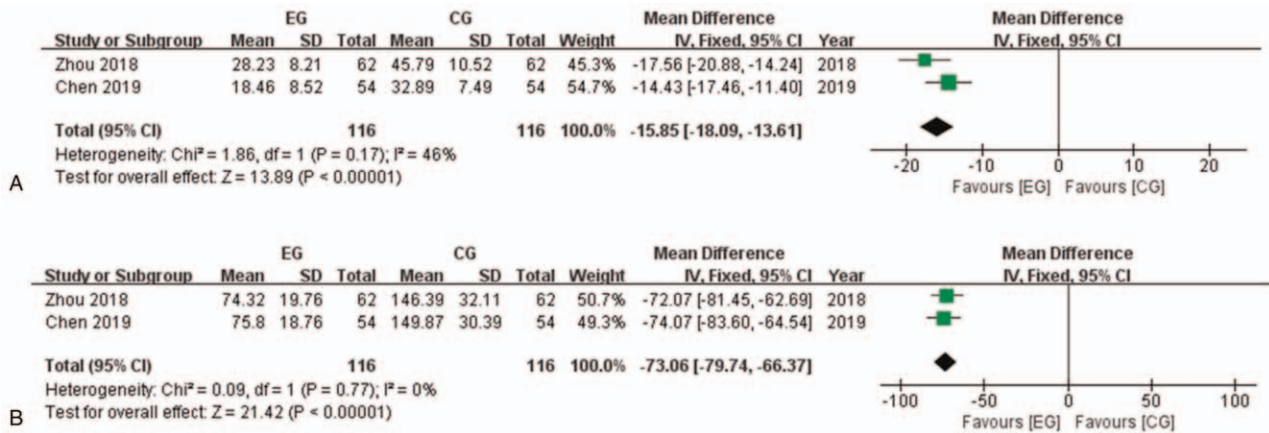 EG CG Mean Difference Mean Difference
Study or Subgroup Mean SD Total Mean SD Total Weight IV, Fixed, 95% CI Year IV, Fixed, 95% CI
Zhou 2018 28.23 8.21 62 45.79 10.52 62 45.3% -17.56 [-20.88, -14.24] 2018
Chen 2019 18.46 8.52 54 32.89 7.49 54 54.7% -14.43 [-17.46, -11.40] 2019
Total (95% CI) 116 116 100.0% -15.85 [-18.09, -13.61]
Heterogeneity: Chi² = 1.86, df = 1 (P = 0.17); I² = 46%
Test for overall effect: Z = 13.89 (P < 0.00001)
-20 -10 0 10 20
Favours [EG] Favours [CG]
A
EG CG Mean Difference Mean Difference
Study or Subgroup Mean SD Total Mean SD Total Weight IV, Fixed, 95% CI Year IV, Fixed, 95% CI
Zhou 2018 74.32 19.76 62 146.39 32.11 62 50.7% -72.07 [-81.45, -62.69] 2018
Chen 2019 75.8 18.76 54 149.87 30.39 54 49.3% -74.07 [-83.60, -64.54] 2019
Total (95% CI) 116 116 100.0% -73.06 [-79.74, -66.37]
Heterogeneity: Chi² = 0.09, df = 1 (P = 0.77); I² = 0%
Test for overall effect: Z = 21.42 (P < 0.00001)
-100 -50 0 50 100
Favours [EG] Favours [CG]
B